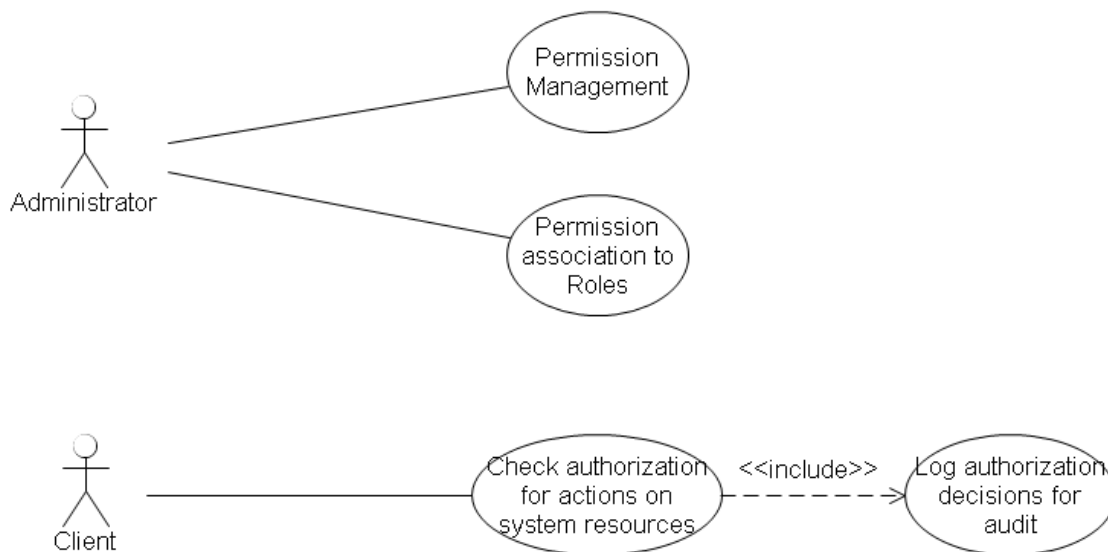 Permission
Management
Administrator
Permission
association to
Roles
Check authorization
for actions on
system resources
<<include>>
Log authorization
decisions for
audit
Client